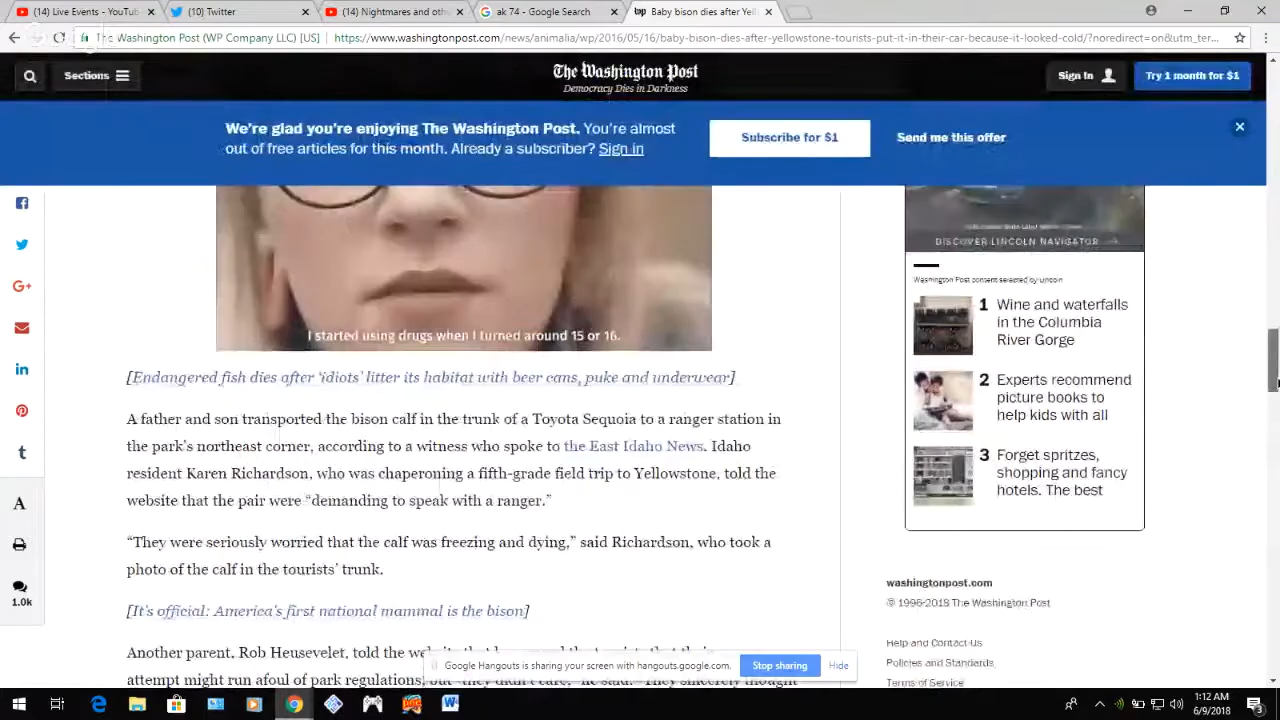 (14) Live Events - YouTube
(10) Twitter
(14) Nightmares and oth
ak 74 - Google Search
Baby bison dies after Yell
The Washington Post (WP Company LLC) [US]
https://www.washingtonpost.com/news/animalia/wp/2016/05/16/baby-bison-dies-after-yellowstone-tourists-put-it-in-their-car-because-it-looked-cold/?noredirect=on&utm_ter...
Sections
The Washington Post
Democracy Dies in Darkness
Sign In
Try 1 month for $1
We're glad you're enjoying The Washington Post. You're almost
out of free articles for this month. Already a subscriber? Sign in
Subscribe for $1
Send me this offer
I started using drugs when I turned around 15 or 16.
[Endangered fish dies after 'idiots' litter its habitat with beer cans, puke and underwear]
A father and son transported the bison calf in the trunk of a Toyota Sequoia to a ranger station in
the park's northeast corner, according to a witness who spoke to the East Idaho News. Idaho
resident Karen Richardson, who was chaperoning a fifth-grade field trip to Yellowstone, told the
website that the pair were “demanding to speak with a ranger.”
“They were seriously worried that the calf was freezing and dying,” said Richardson, who took a
photo of the calf in the tourists' trunk.
[It's official: America's first national mammal is the bison]
Another parent, Rob Heusevelet, told the
attempt might run afoul of park regulations, but “they didn't care,” he said. “They sincerely thought
A
1.0k
DISCOVER LINCOLN NAVIGATOR
Washington Post content selected by Lincoln
1 Wine and waterfalls
in the Columbia
River Gorge
2 Experts recommend
picture books to
help kids with all
3 Forget spritzes,
shopping and fancy
hotels. The best
washingtonpost.com
© 1996-2018 The Washington Post
Help and Contact Us
Policies and Standards
Terms of Service
Google Hangouts is sharing your screen with hangouts.google.com.
Stop sharing
Hide
1:12 AM
6/9/2018